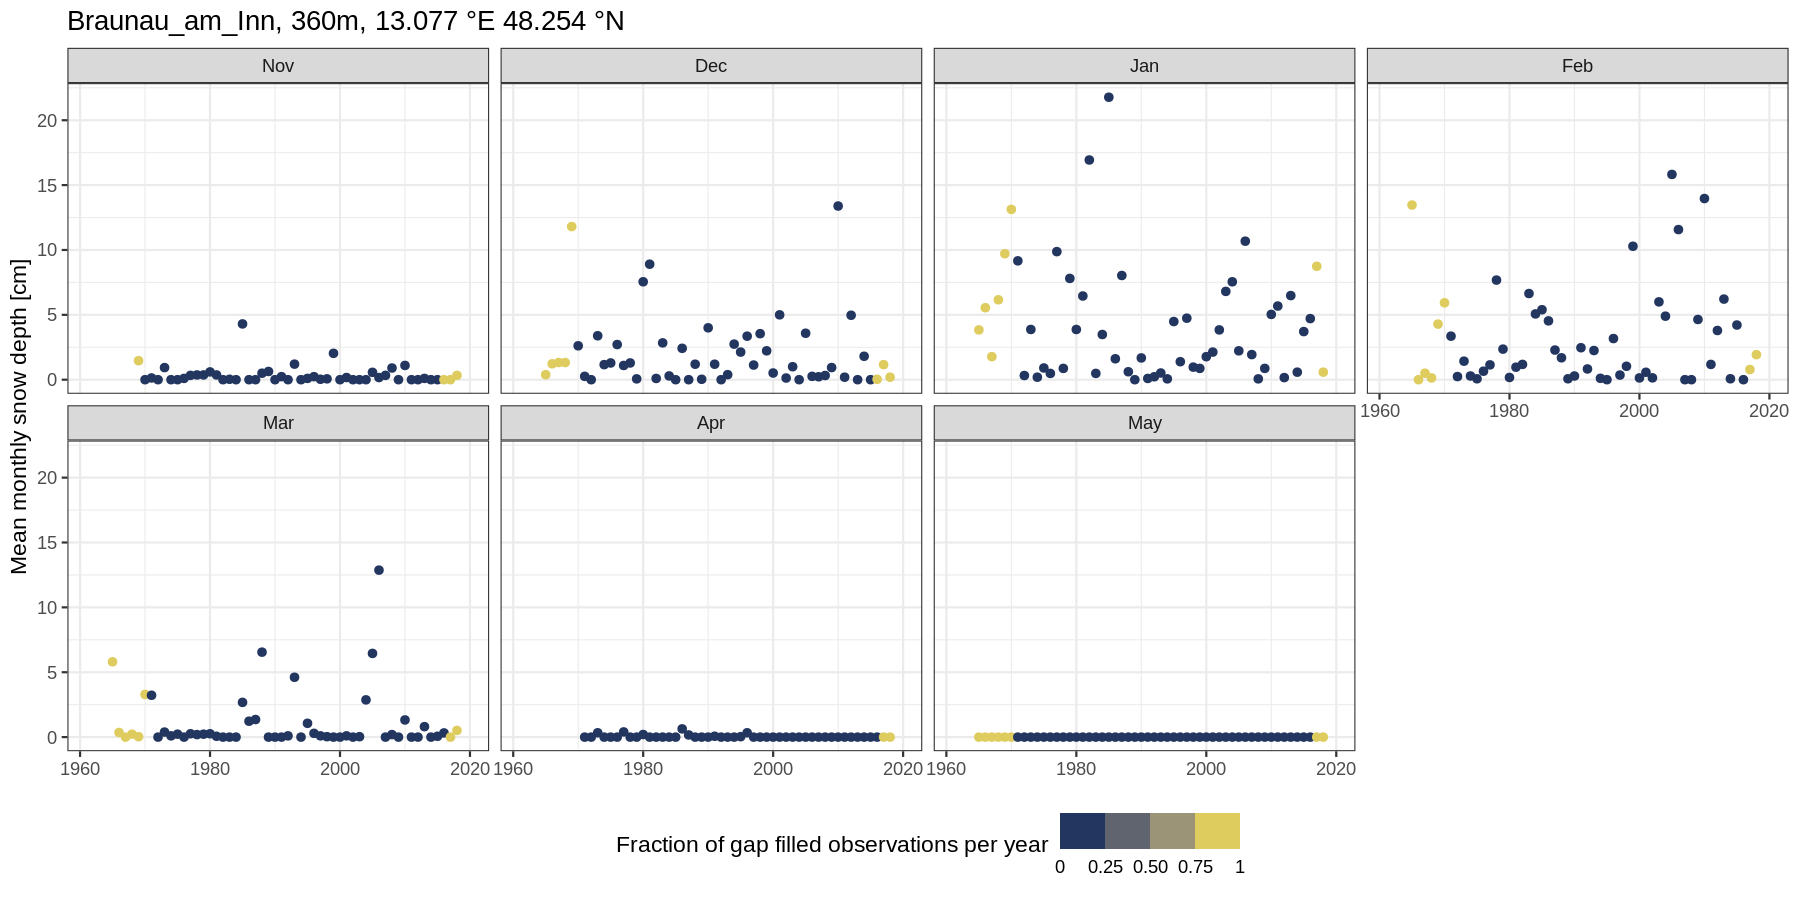 Braunau_am_Inn, 360m, 13.077 °E 48.254 °N
Nov
Dec
Jan
Feb
20
15
10
5
0
Mean monthly snow depth [cm]
1960 1980 2000 2020
Mar
Apr
May
20
15
10
5
0
1960 1980 2000 2020 1960 1980 2000 2020 1960 1980 2000 2020
Fraction of gap filled observations per year
0 0.25 0.50 0.75 1